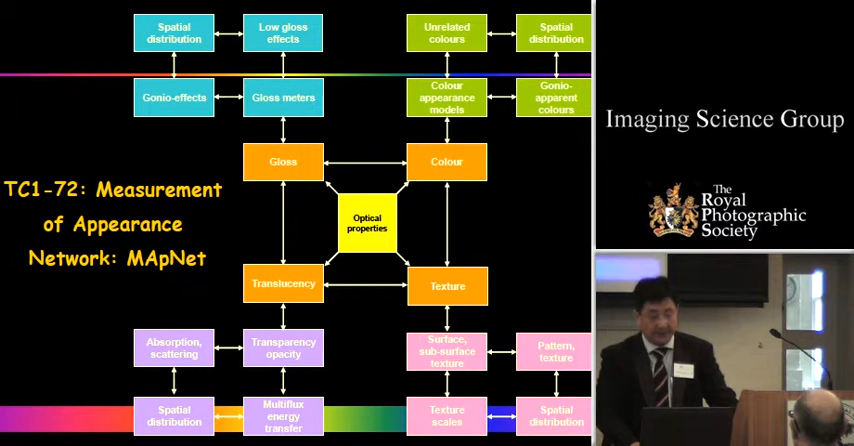 Spatial
distribution
Low gloss
effects
Unrelated
colours
Spatial
distribution
Gonio-effects
Gloss meters
Colour
appearance
models
Gonio-
apparent
colours
Gloss
Colour
TC1-72: Measurement
of Appearance
Network: MApNet
Optical
properties
Translucency
Texture
Absorption,
scattering
Transparency
opacity
Surface,
sub-surface
texture
Pattern,
texture
Spatial
distribution
Multiflux
energy
transfer
Texture
scales
Spatial
distribution
Imaging Science Group
The
Royal
Photographic
Society